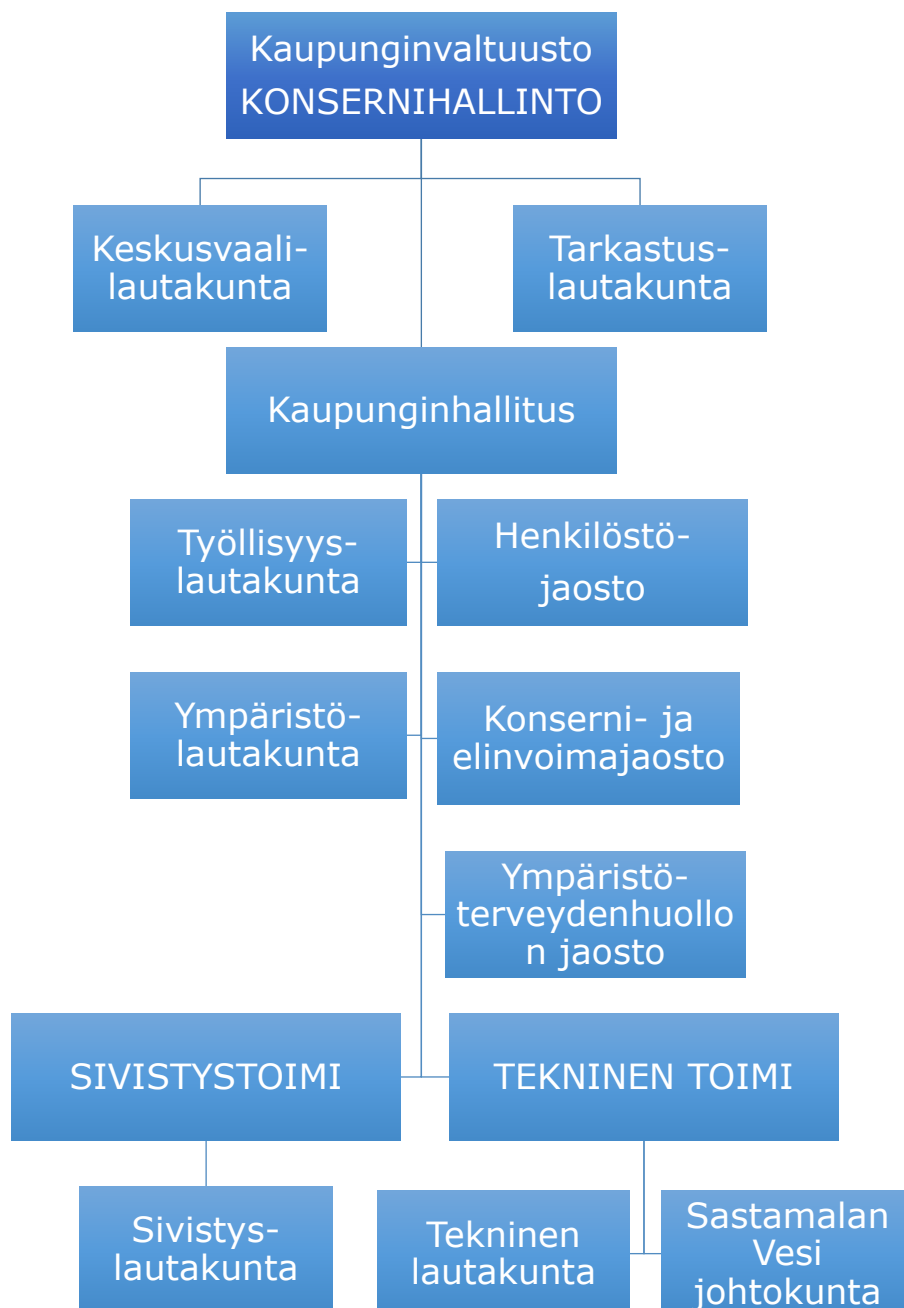 Kaupunginvaltuusto
KONSERNIHALLINTO
Keskusvaali-
lautakunta
Tarkastus-
lautakunta
Kaupunginhallitus
Työllisyys-
lautakunta
Henkilöstö-
jaosto
Ympäristö-
lautakunta
Konserni- ja
elinvoimajaosto
Ympäristö-
terveydenhuollo
n jaosto
SIVISTYSTOIMI
TEKNINEN TOIMI
Sivistys-
lautakunta
Tekninen
lautakunta
Sastamalan
Vesi
johtokunta